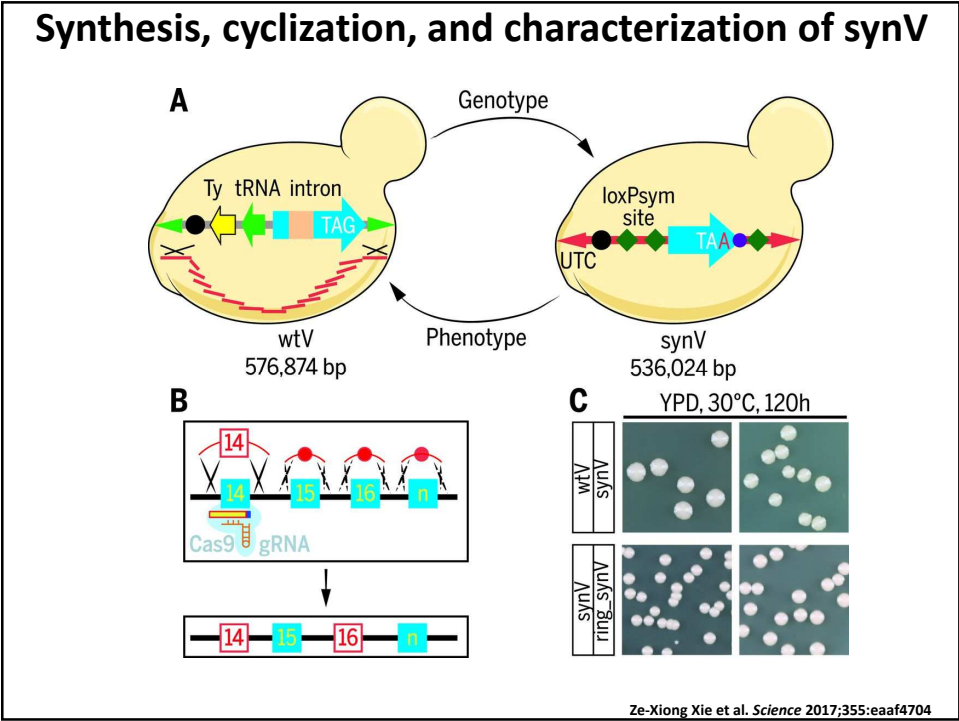 Synthesis, cyclization, and characterization of synV
A
Genotype
Ty tRNA intron
TAG
wtV
576,874 bp
loxPsym
site
TAA
UTC
synV
536,024 bp
Phenotype
B
14
14 15 16 n
Cas9 gRNA
14 15 16 n
C
YPD, 30°C, 120h
wtV
synV
synV
ring_synV
Ze-Xiong Xie et al. Science 2017;355:eaaf4704